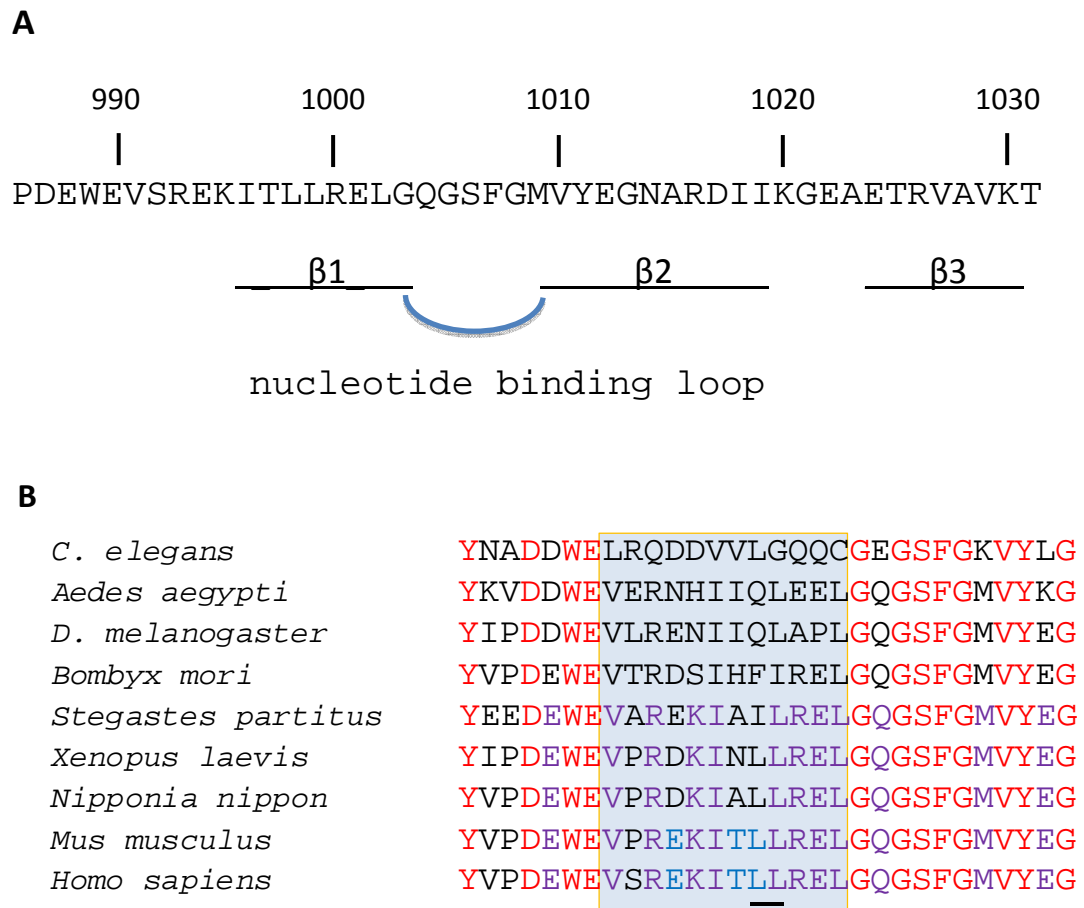 A
990 1000 1010 1020 1030
PDEWEVSREKITLLRELGQGSFGMVYEGNARDIIKGEAETRVAVKT
β1 β2 β3
nucleotide binding loop
B
C. elegans YNADDWELRQDDVVLGQQCGEGSFGKVYLG
Aedes aegypti YKVDDWEVERNHIIQLEELGQGSFGMVYKG
D. melanogaster YIPDDWEVLRENIIQLAPLGQGSFGMVYEG
Bombyx mori YVPDEWEVTRDSIHFIRELGQGSFGMVYEG
Stegastes partitus YEEDEWEVAREKIAILRELGQGSFGMVYEG
Xenopus laevis YIPDEWEVPRDKINLLRELGQGSFGMVYEG
Nipponia nippon YVPDEWEVPRDKIALLRELGQGSFGMVYEG
Mus musculus YVPDEWEVPREKITLLRELGQGSFGMVYEG
Homo sapiens YVPDEWEVSREKITLLRELGQGSFGMVYEG